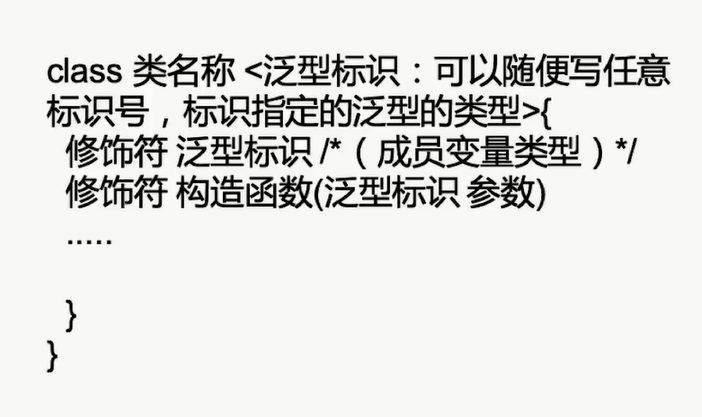 class 类名称 <泛型标识：可以随便写任意
标识号，标识指定的泛型的类型>{
修饰符 泛型标识 /*（成员变量类型）*/
修饰符 构造函数(泛型标识 参数)
.....
}
}